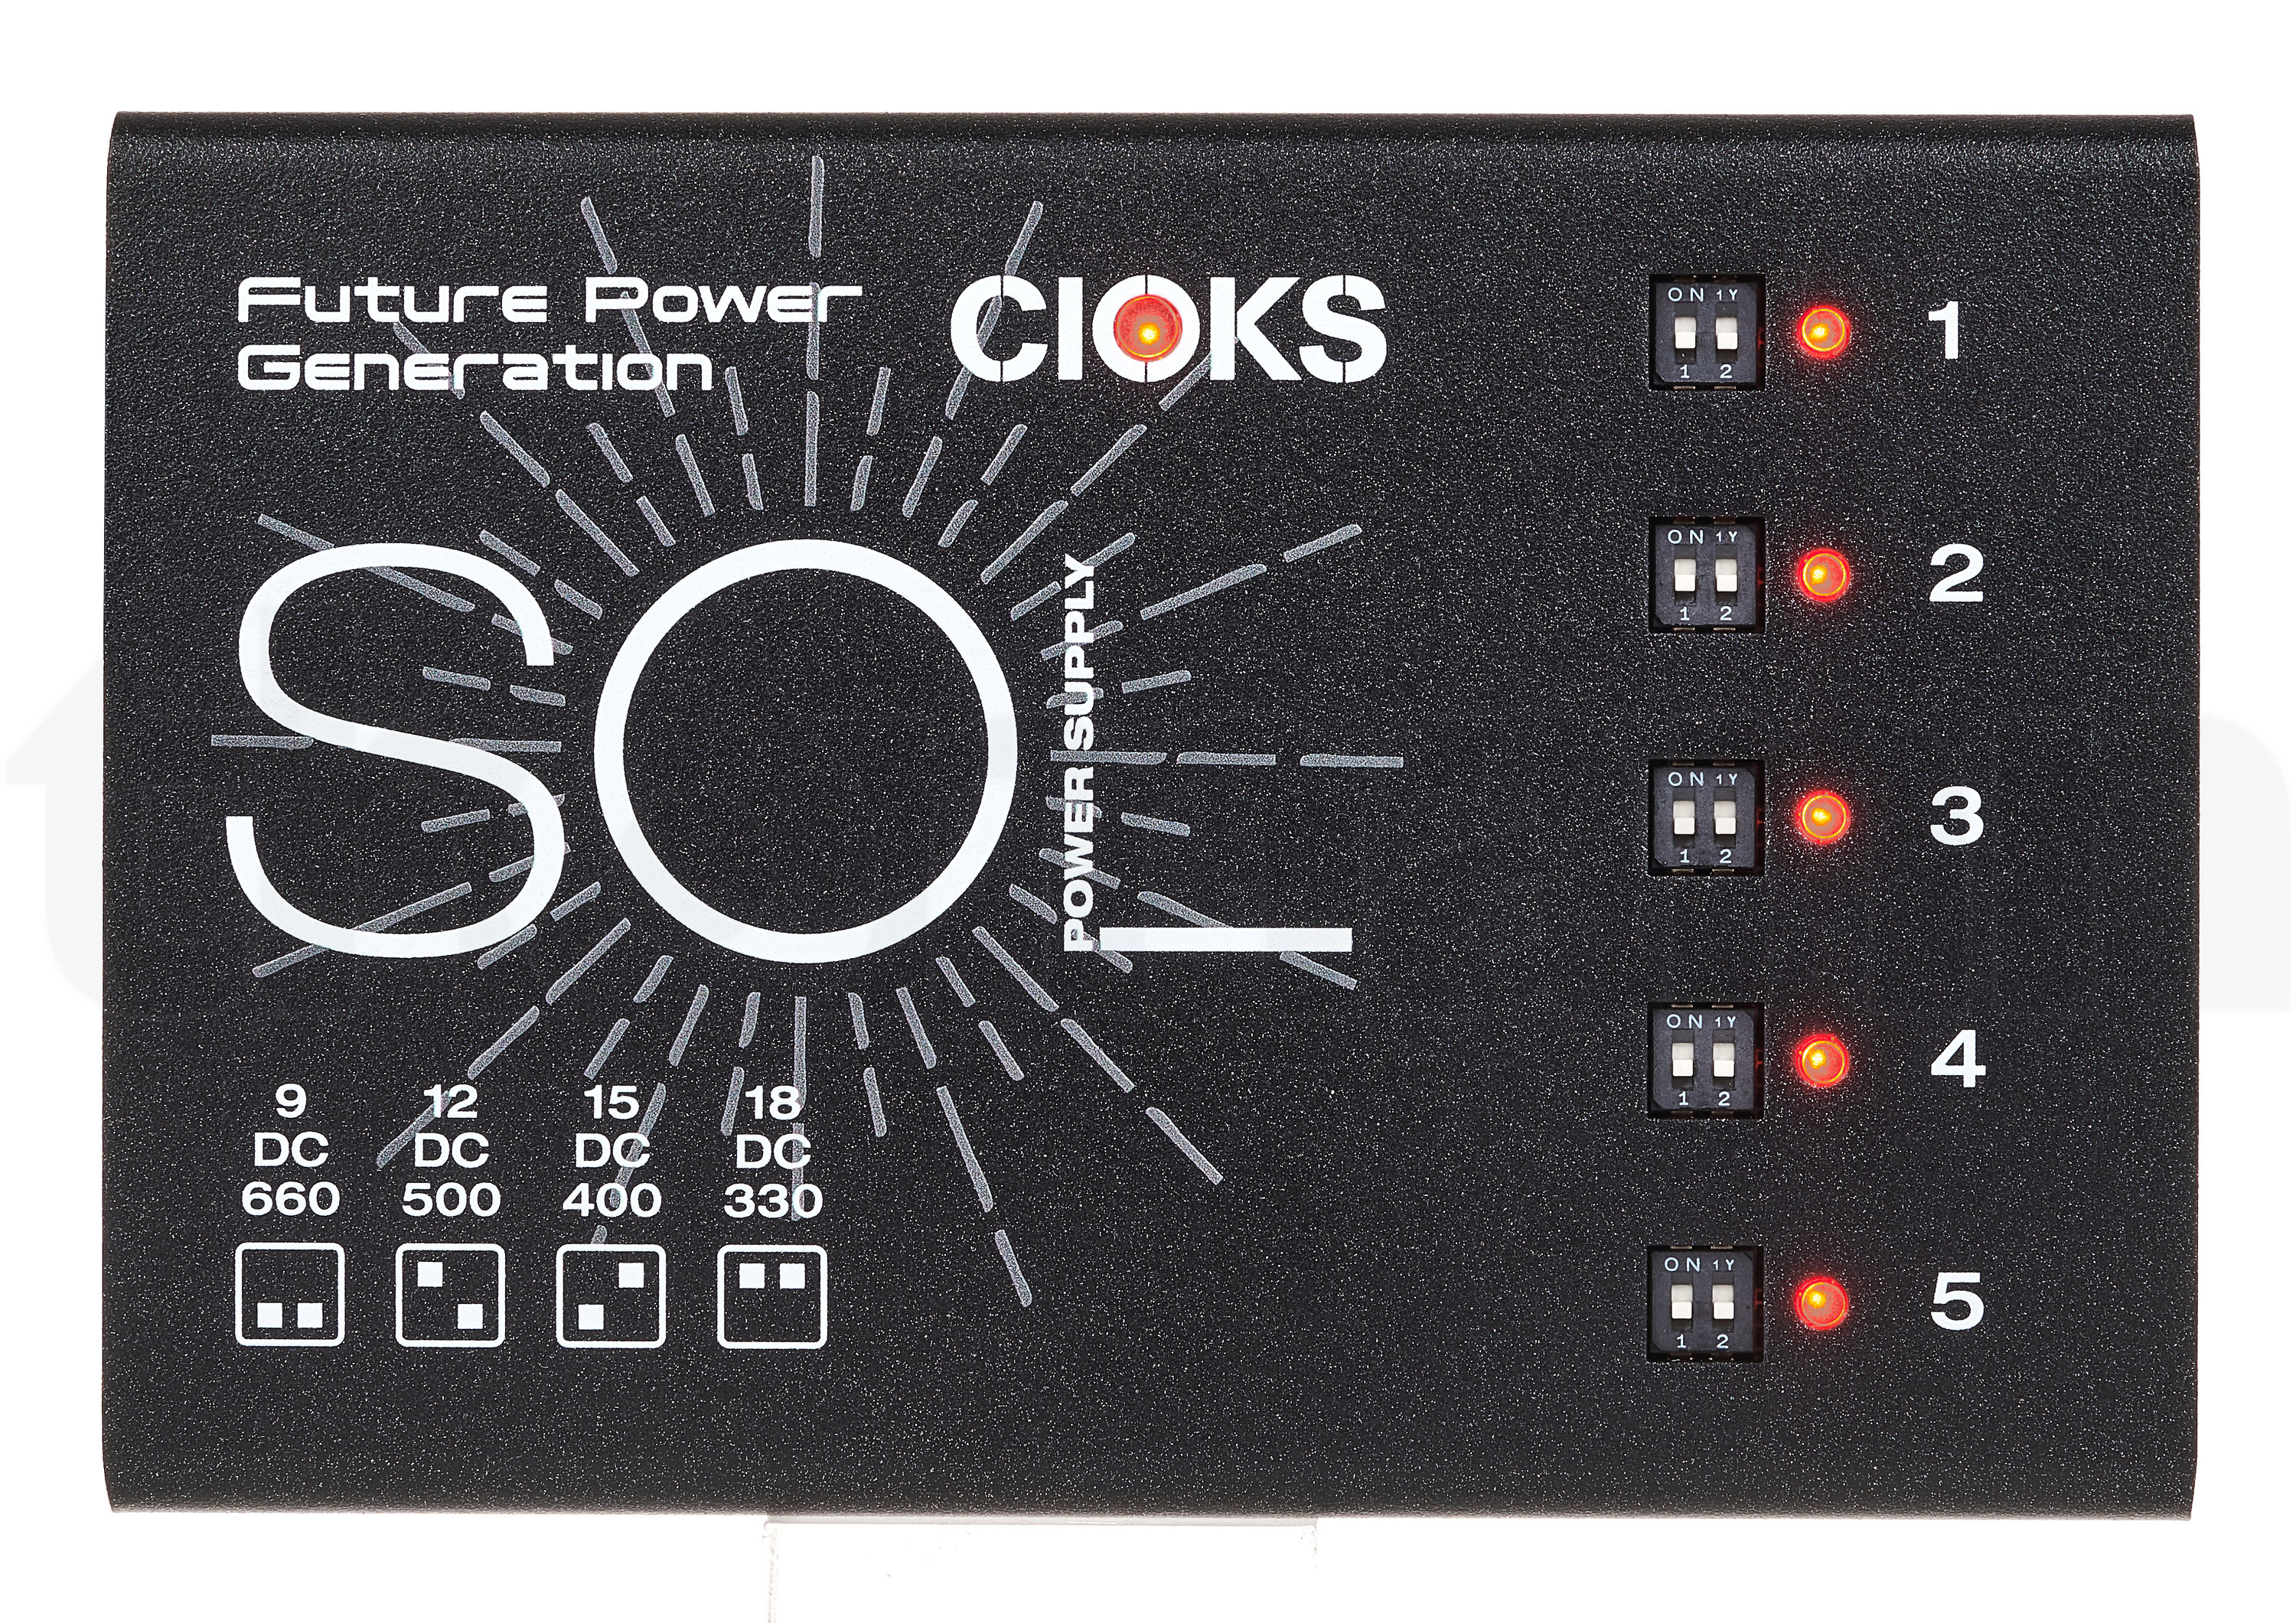 Future Power
Generation
CIOKS
SOL
POWER SUPPLY
ON 1Y
1 2
1
ON 1Y
1 2
2
ON 1Y
1 2
3
ON 1Y
1 2
4
ON 1Y
1 2
5
9 12 15 18
DC DC DC DC
660 500 400 330